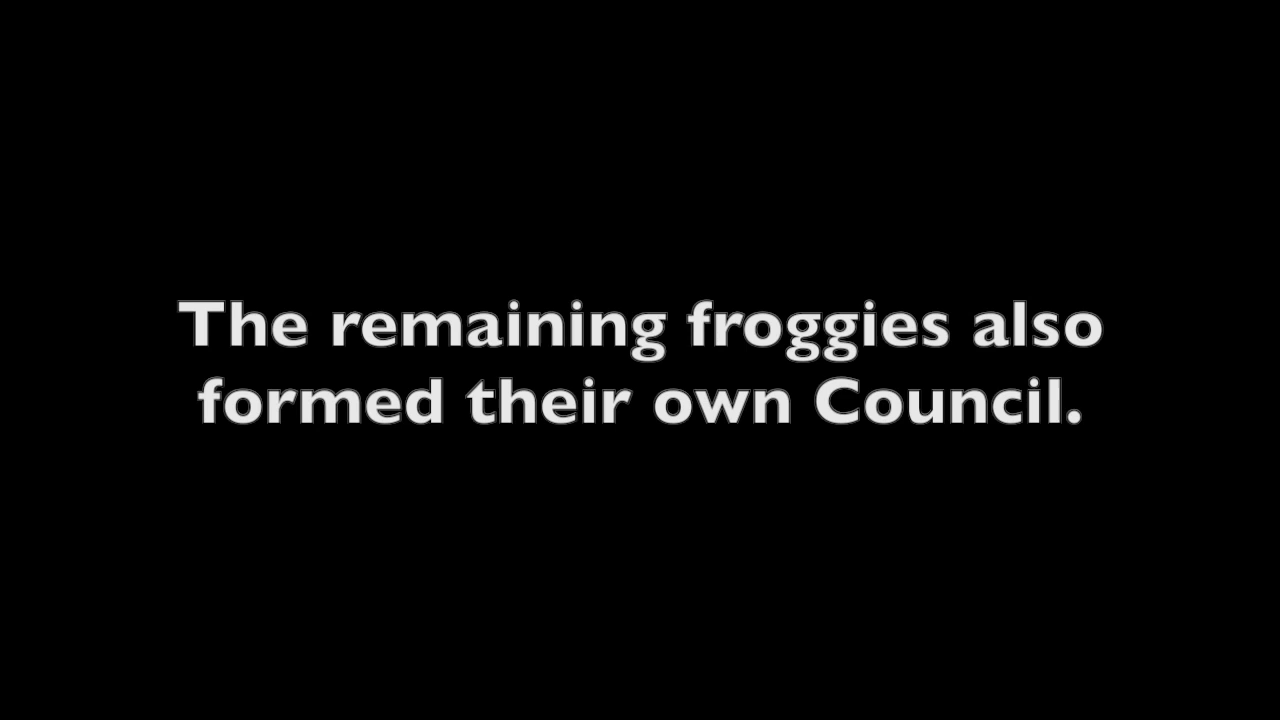 The remaining froggies also
formed their own Council.